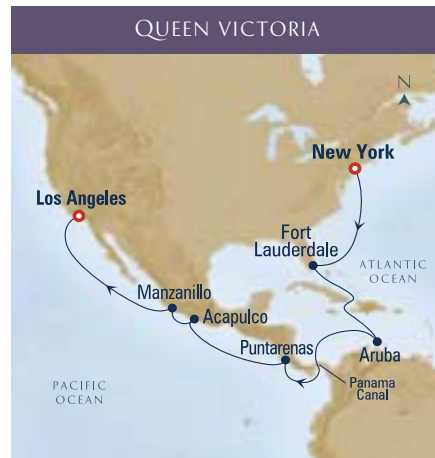 QUEEN VICTORIA
N
New York
Los Angeles
Fort
Lauderdale
ATLANTIC
OCEAN
Manzanillo
Acapulco
Puntarenas
Aruba
Panama
Canal
PACIFIC
OCEAN